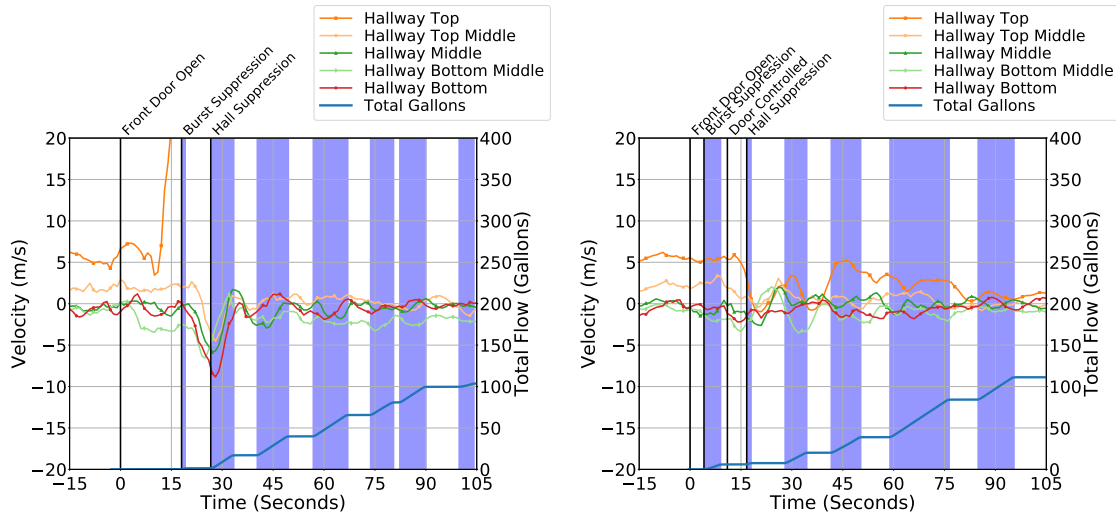 Hallway Top
Hallway Top Middle
Hallway Middle
Hallway Bottom Middle
Hallway Bottom
Total Gallons
Front Door Open
Burst Suppression
Hall Suppression
20
15
10
5
0
−5
−10
−15
−20
Velocity (m/s)
400
350
300
250
200
150
100
50
0
Total Flow (Gallons)
−15 0 15 30 45 60 75 90 105
Time (Seconds)
Hallway Top
Hallway Top Middle
Hallway Middle
Hallway Bottom Middle
Hallway Bottom
Total Gallons
Front Door Open
Burst Suppression
Door Controlled
Hall Suppression
20
15
10
5
0
−5
−10
−15
−20
Velocity (m/s)
400
350
300
250
200
150
100
50
0
Total Flow (Gallons)
−15 0 15 30 45 60 75 90 105
Time (Seconds)